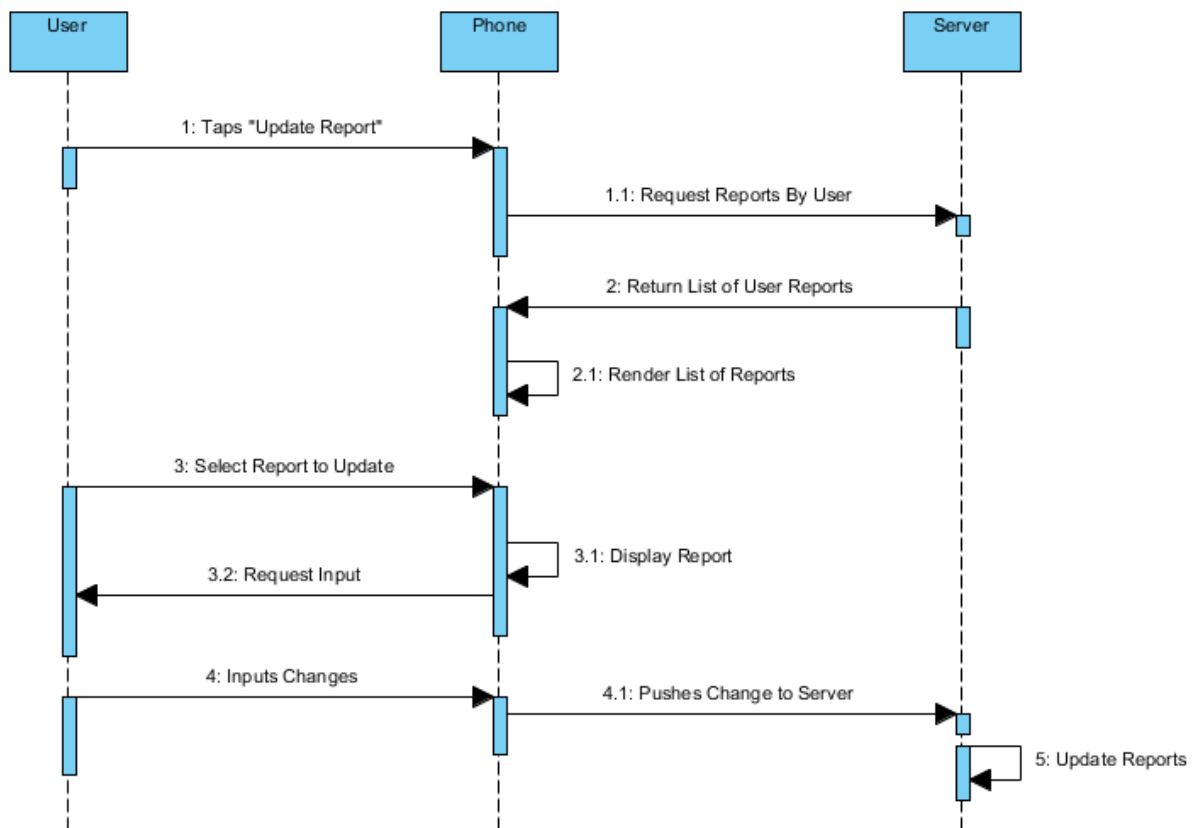 User
Phone
Server
1: Taps "Update Report"
1.1: Request Reports By User
2: Return List of User Reports
2.1: Render List of Reports
3: Select Report to Update
3.1: Display Report
3.2: Request Input
4: Inputs Changes
4.1: Pushes Change to Server
5: Update Reports